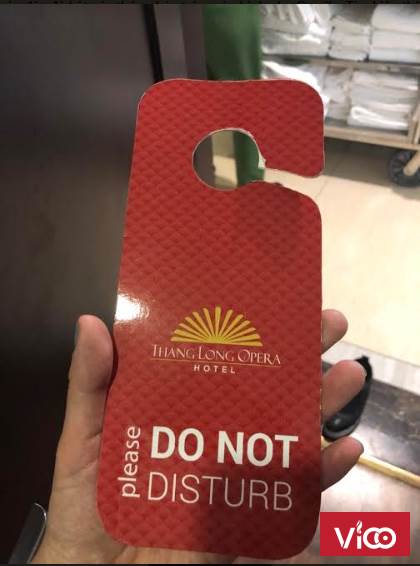 THANG LONG OPERA
HOTEL
please
DO NOT
DISTURB
VICO